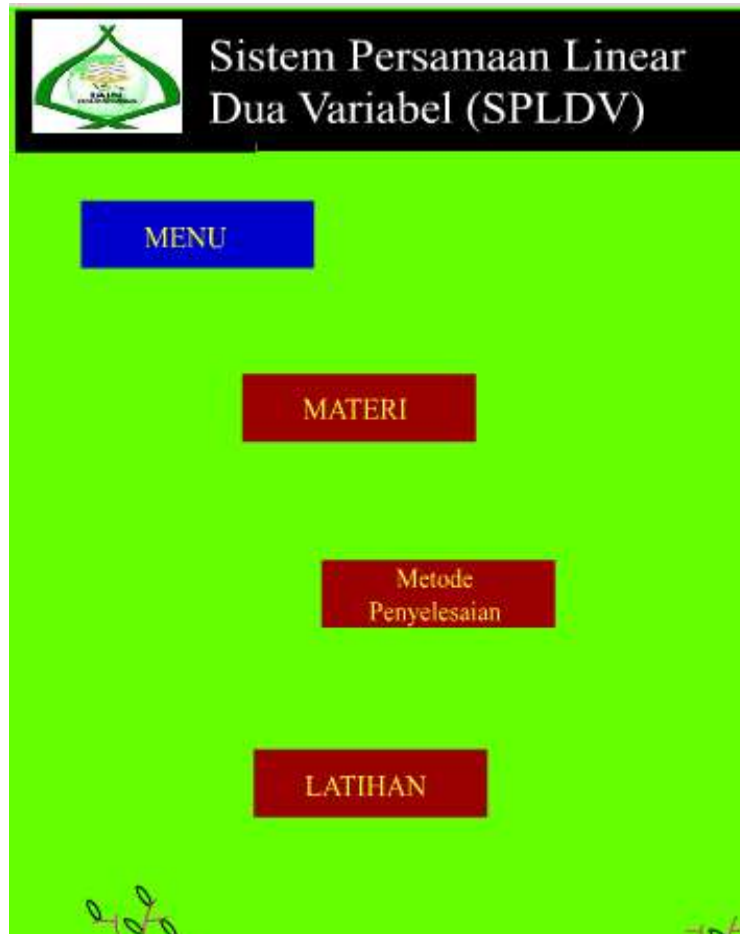 Sistem Persamaan Linear
Dua Variabel (SPLDV)
MENU
MATERI
Metode
Penyelesaian
LATIHAN